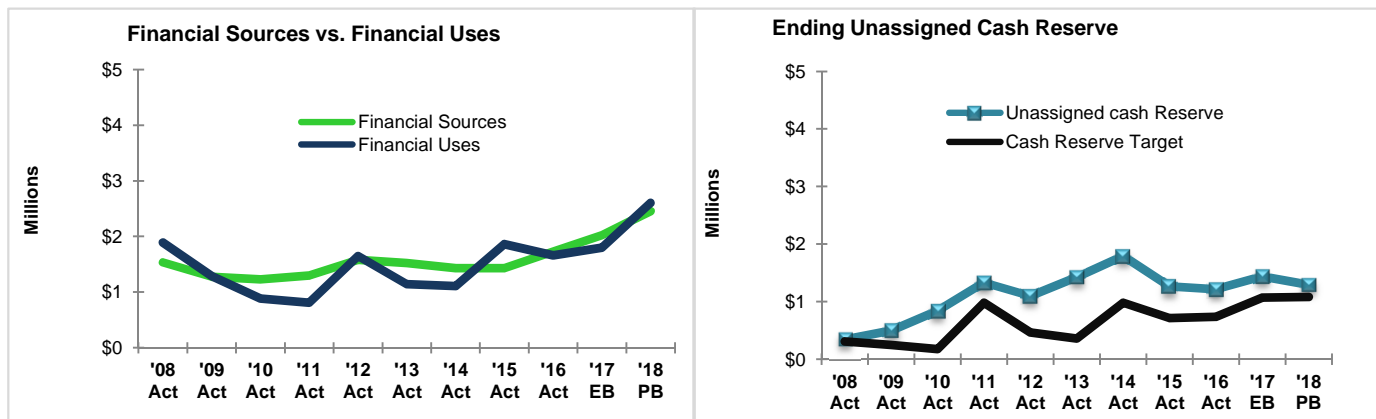 Financial Sources vs. Financial Uses
Millions
$5
$4
$3
$2
$1
$0
Financial Sources
Financial Uses
'08 '09 '10 '11 '12 '13 '14 '15 '16 '17 '18
Act Act Act Act Act Act Act Act Act EB PB
Ending Unassigned Cash Reserve
Millions
$5
$4
$3
$2
$1
$0
Unassigned cash Reserve
Cash Reserve Target
'08 '09 '10 '11 '12 '13 '14 '15 '16 '17 '18
Act Act Act Act Act Act Act Act Act EB PB